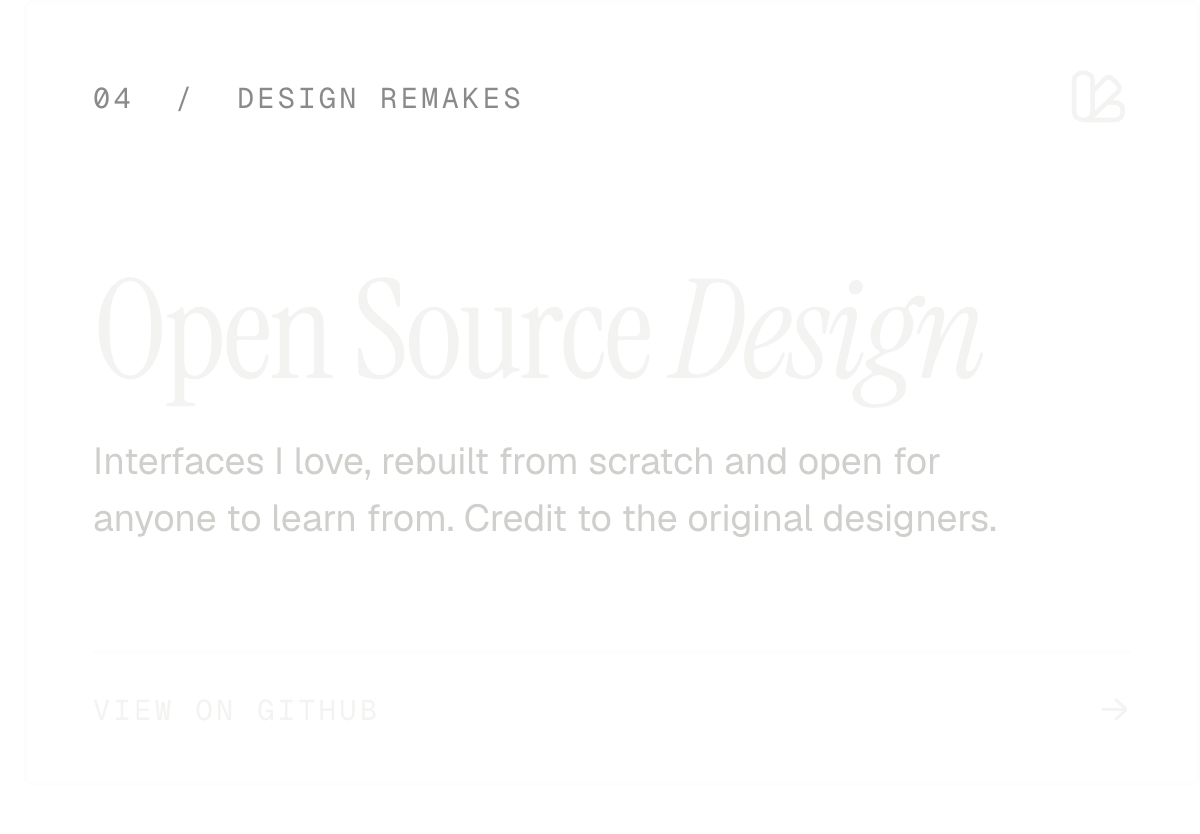 04 / DESIGN REMAKES
Open Source Design
Interfaces I love, rebuilt from scratch and open for
anyone to learn from. Credit to the original designers.
VIEW ON GITHUB →